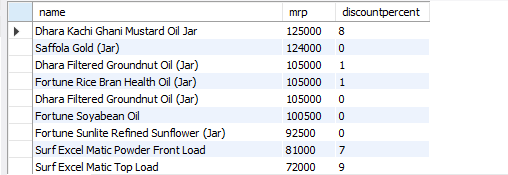 name mrp discountpercent
Dhara Kachi Ghani Mustard Oil Jar 125000 8
Saffola Gold (Jar) 124000 0
Dhara Filtered Groundnut Oil (Jar) 105000 1
Fortune Rice Bran Health Oil (Jar) 105000 1
Dhara Filtered Groundnut Oil (Jar) 105000 0
Fortune Soyabean Oil 100500 0
Fortune Sunlite Refined Sunflower (Jar) 92500 0
Surf Excel Matic Powder Front Load 81000 7
Surf Excel Matic Top Load 72000 9